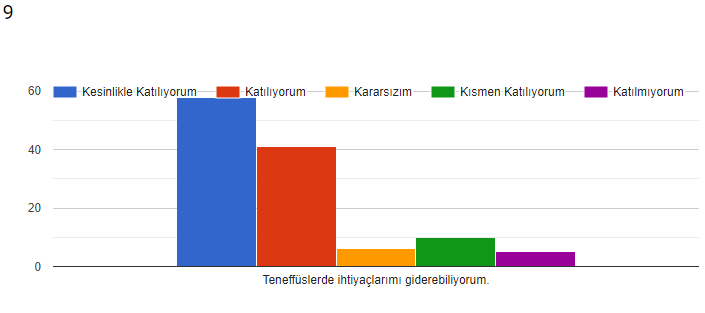 9
60
Kesinlikle Katılıyorum
Katılıyorum
Kararsızım
Kısmen Katılıyorum
Katılmıyorum
40
20
0
Teneffüslerde ihtiyaçlarımı giderebiliyorum.